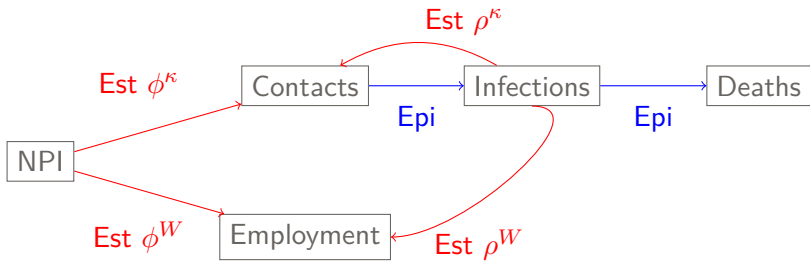 Est ρ^κ
Est ϕ^κ
Contacts
Infections
Deaths
Epi
Epi
NPI
Est ϕ^W
Employment
Est ρ^W